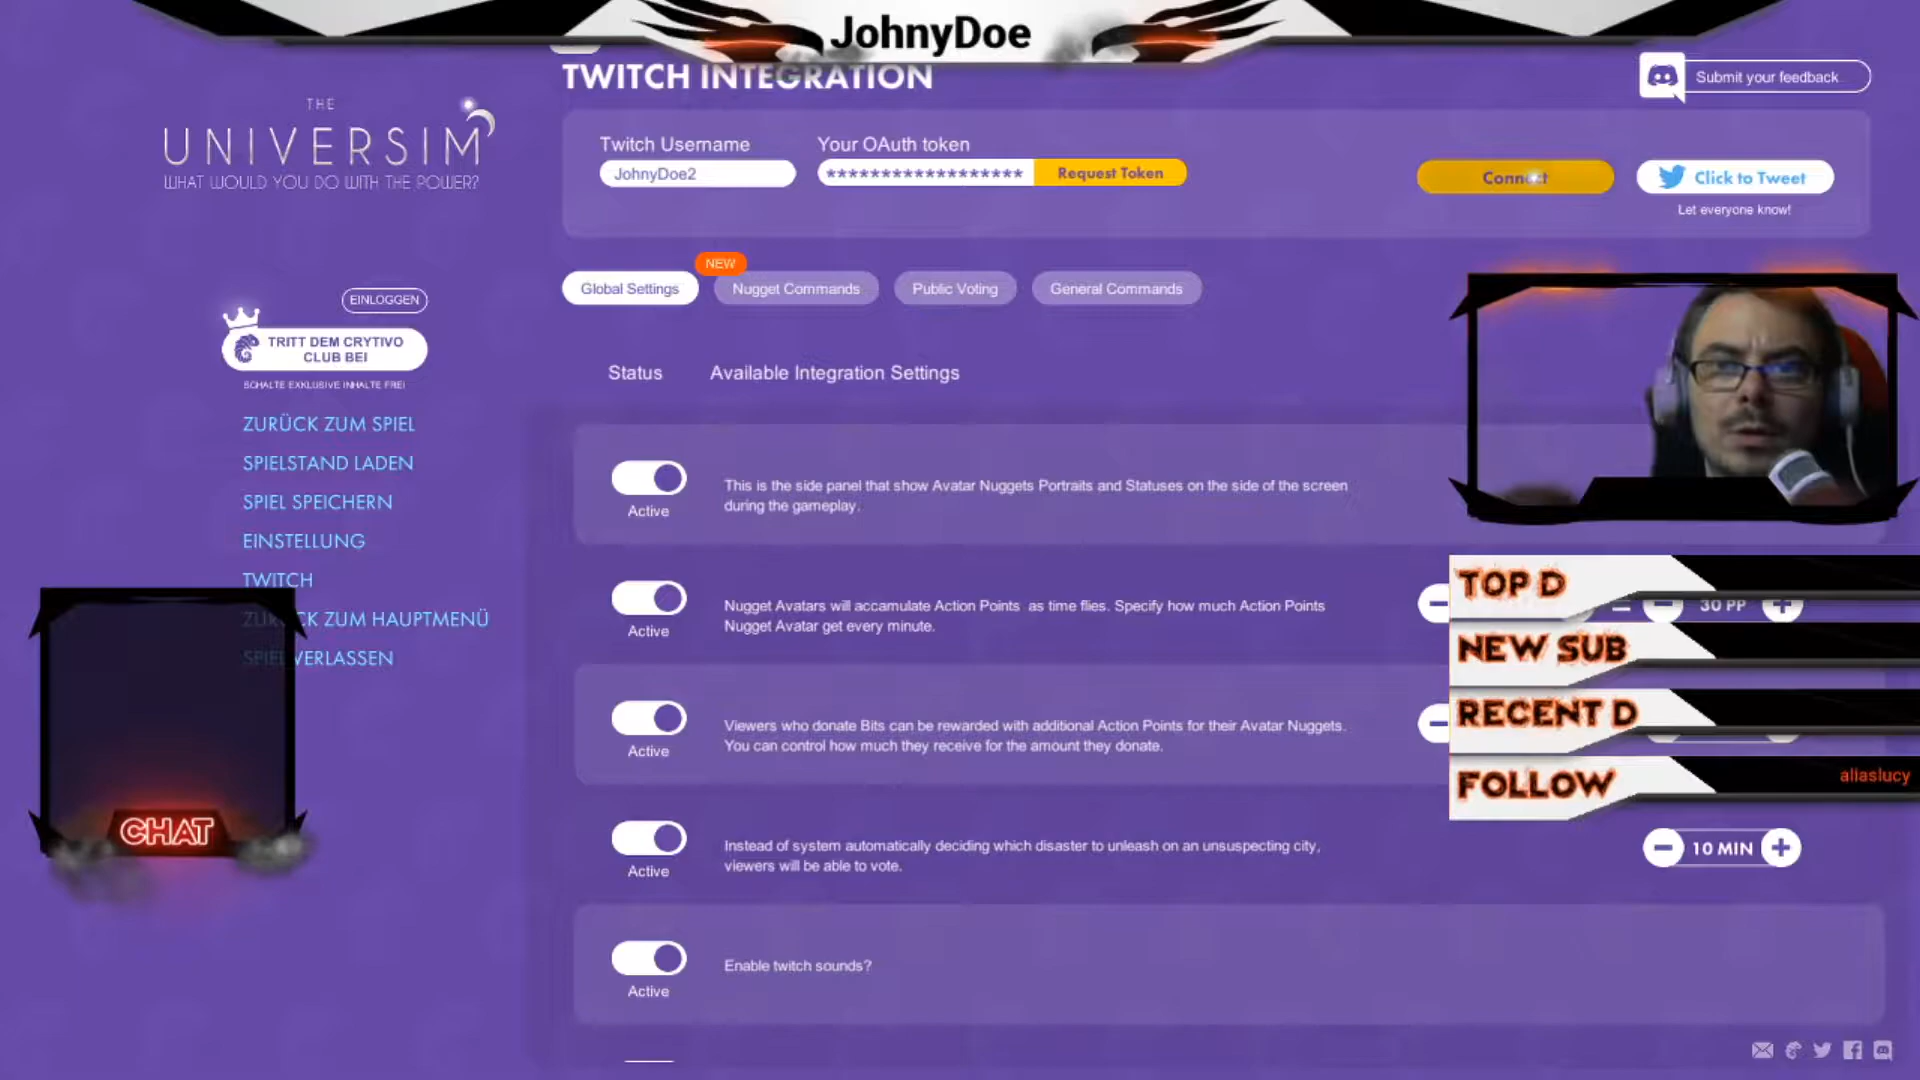 JohnyDoe
TWITCH INTEGRATION
Submit your feedback
THE
UNIVERSIM
WHAT WOULD YOU DO WITH THE POWER?
Twitch Username
Your OAuth token
JohnyDoe2
******************
Request Token
Connect
Click to Tweet
Let everyone know!
NEW
Global Settings
Nugget Commands
Public Voting
General Commands
EINLOGGEN
TRITT DEM CRYTIVO
CLUB BEI
SCHALTE EXKLUSIVE INHALTE FREI
Status
Available Integration Settings
ZURÜCK ZUM SPIEL
SPIELSTAND LADEN
SPIEL SPEICHERN
EINSTELLUNG
TWITCH
ZURÜCK ZUM HAUPTMENÜ
SPIEL VERLASSEN
CHAT
Active
This is the side panel that show Avatar Nuggets Portraits and Statuses on the side of the screen
during the gameplay.
Active
Nugget Avatars will accamulate Action Points as time flies. Specify how much Action Points
Nugget Avatar get every minute.
= 30 PP +
Active
Viewers who donate Bits can be rewarded with additional Action Points for their Avatar Nuggets.
You can control how much they receive for the amount they donate.
TOP D
NEW SUB
RECENT D
FOLLOW
aliaslucy
Active
Instead of system automatically deciding which disaster to unleash on an unsuspecting city,
viewers will be able to vote.
− 10 MIN +
Active
Enable twitch sounds?